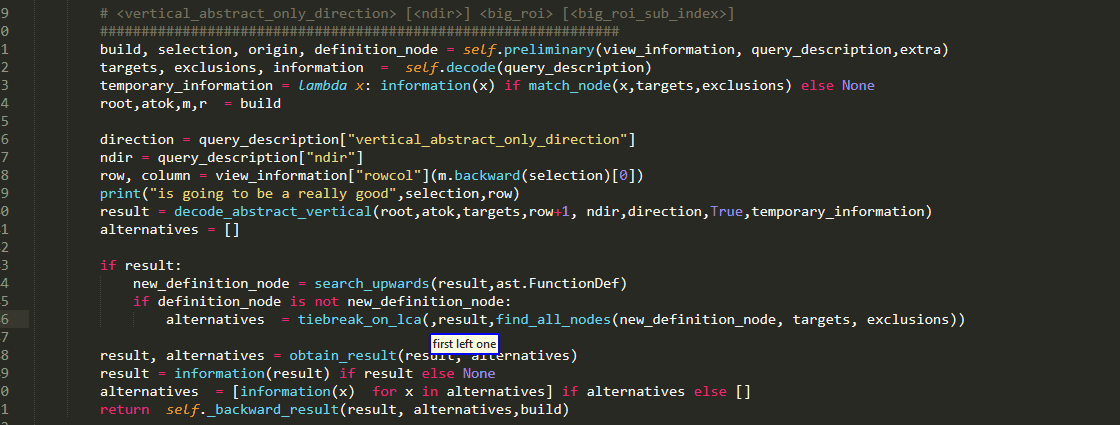 9 # <vertical_abstract_only_direction> [<ndir>] <big_roi> [<big_roi_sub_index>]
0 ###############################################################
1 build, selection, origin, definition_node = self.preliminary(view_information, query_description,extra)
2 targets, exclusions, information  =  self.decode(query_description)
3 temporary_information = lambda x: information(x) if match_node(x,targets,exclusions) else None
4 root,atok,m,r  = build
5
6 direction = query_description["vertical_abstract_only_direction"]
7 ndir = query_description["ndir"]
8 row, column = view_information["rowcol"](m.backward(selection)[0])
9 print("is going to be a really good",selection,row)
0 result = decode_abstract_vertical(root,atok,targets,row+1, ndir,direction,True,temporary_information)
1 alternatives = []
2
3 if result:
4     new_definition_node = search_upwards(result,ast.FunctionDef)
5     if definition_node is not new_definition_node:
6         alternatives  = tiebreak_on_lca(,result,find_all_nodes(new_definition_node, targets, exclusions))
7
first left one
8 result, alternatives = obtain_result(result, alternatives)
9 result = information(result) if result else None
0 alternatives  = [information(x)  for x in alternatives] if alternatives else []
1 return  self._backward_result(result, alternatives,build)